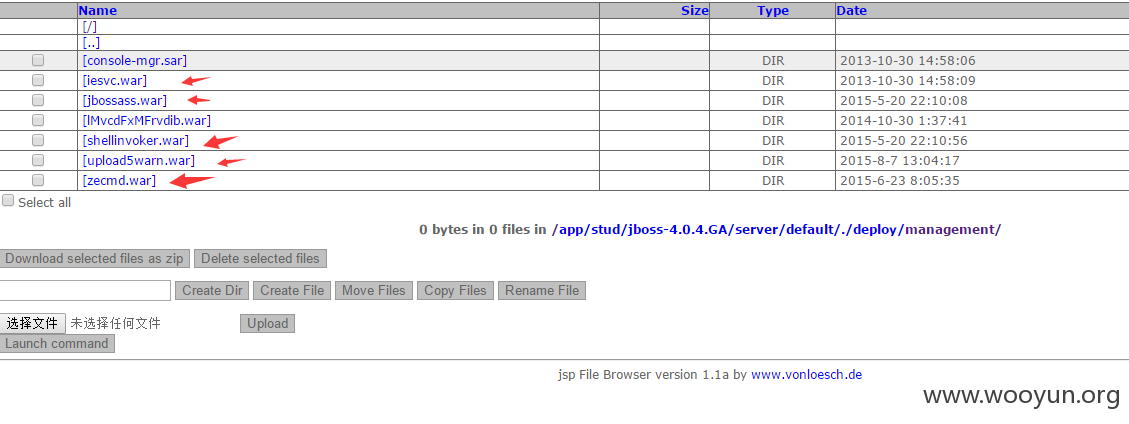 Name Size Type Date
[/]
[..]
[console-mgr.sar] DIR 2013-10-30 14:58:06
[iesvc.war] DIR 2013-10-30 14:58:09
[jbossass.war] DIR 2015-5-20 22:10:08
[lMvcdFxMFrvdib.war] DIR 2014-10-30 1:37:41
[shellinvoker.war] DIR 2015-5-20 22:10:56
[upload5warn.war] DIR 2015-8-7 13:04:17
[zecmd.war] DIR 2015-6-23 8:05:35
Select all
0 bytes in 0 files in /app/stud/jboss-4.0.4.GA/server/default/./deploy/management/
Download selected files as zip Delete selected files
Create Dir Create File Move Files Copy Files Rename File
选择文件 未选择任何文件 Upload
Launch command
jsp File Browser version 1.1a by www.vonloesch.de
www.wooyun.org